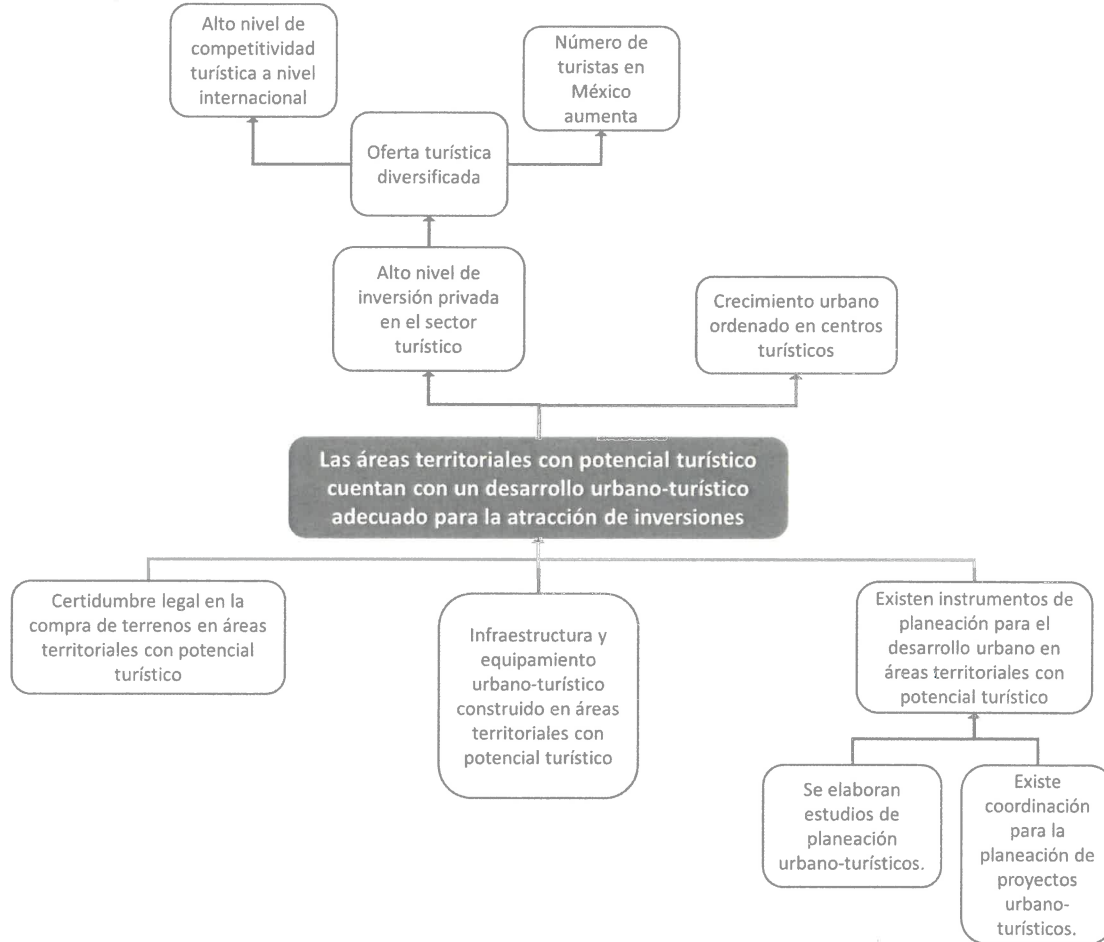 Alto nivel de
competitividad
turística a nivel
internacional
Número de
turistas en
México
aumenta
Oferta turística
diversificada
Alto nivel de
inversión privada
en el sector
turístico
Crecimiento urbano
ordenado en centros
turísticos
Las áreas territoriales con potencial turístico
cuentan con un desarrollo urbano-turístico
adecuado para la atracción de inversiones
Certidumbre legal en la
compra de terrenos en áreas
territoriales con potencial
turístico
Infraestructura y
equipamiento
urbano-turístico
construido en áreas
territoriales con
potencial turístico
Existen instrumentos de
planeación para el
desarrollo urbano en
áreas territoriales con
potencial turístico
Se elaboran
estudios de
planeación
urbano-turísticos.
Existe
coordinación
para la
planeación de
proyectos
urbano-
turísticos.